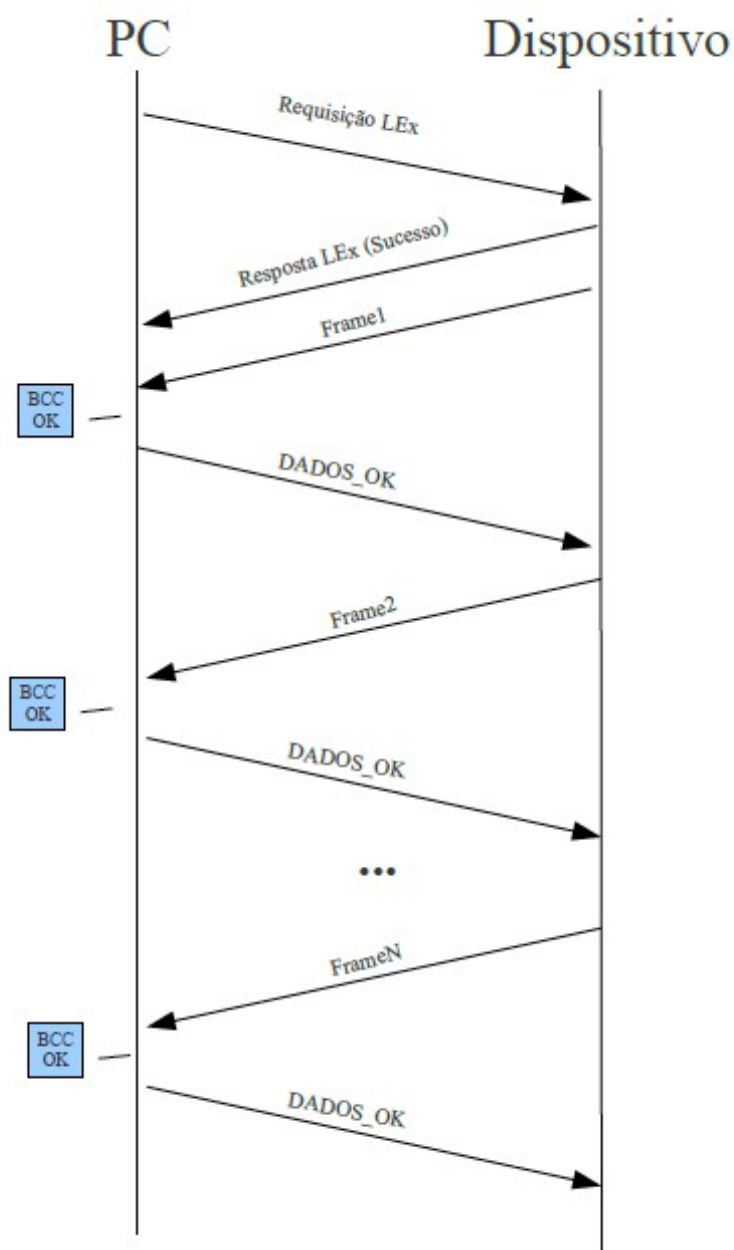 PC
Dispositivo
Requisição LEx
Resposta LEx (Sucesso)
Frame1
BCC
OK
DADOS_OK
Frame2
BCC
OK
DADOS_OK
...
FrameN
BCC
OK
DADOS_OK